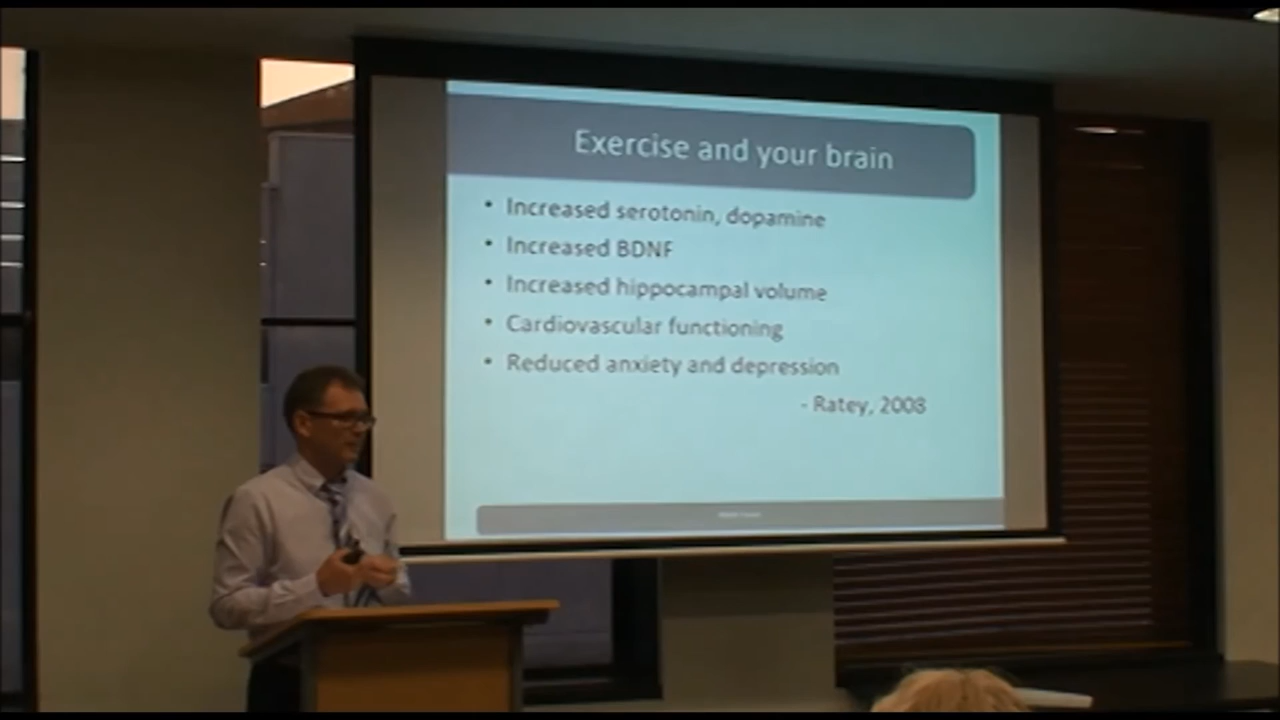 Exercise and your brain
• Increased serotonin, dopamine
• Increased BDNF
• Increased hippocampal volume
• Cardiovascular functioning
• Reduced anxiety and depression
- Ratey, 2008